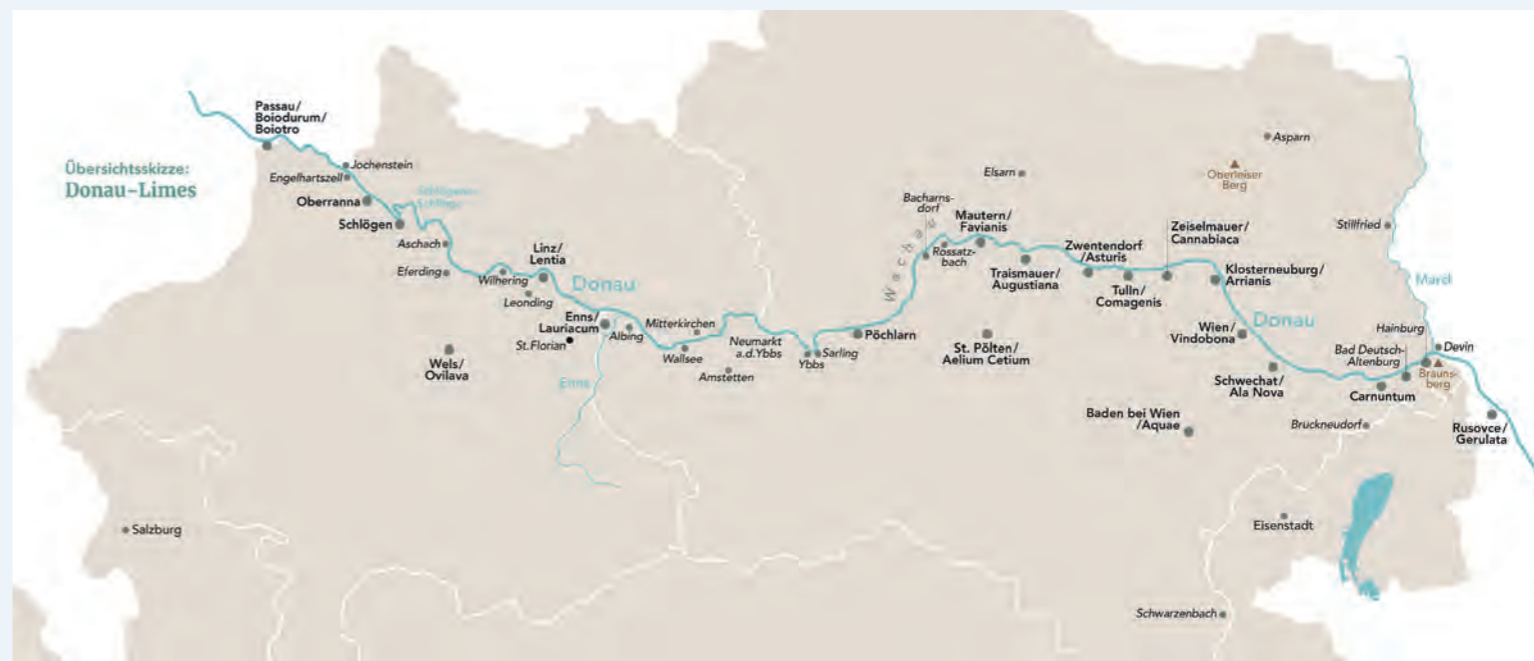 Übersichtsskizze:
Donau-Limes
Passau/
Boiodurum/
Boiotro
Jochenstein
Engelhartszell
Oberranna
Schlögen
Schlögener
Schlinge
Aschach
Eferding
Wilhering
Leonding
Linz/
Lentia
Donau
Enns/
Lauriacum
St.Florian
Albing
Enns
Wels/
Ovilava
Salzburg
Mitterkirchen
Wallsee
Amstetten
Neumarkt
a.d.Ybbs
Ybbs
Sarling
Pöchlarn
Wachau
Bacharns-
dorf
Rossatz-
bach
Mautern/
Favianis
Elsarn
Traismauer/
Augustiana
St. Pölten/
Aelium Cetium
Zwentendorf
/Asturis
Tulln/
Comagenis
Zeiselmauer/
Cannabiaca
Klosterneuburg/
Arrianis
Donau
Wien/
Vindobona
Schwechat/
Ala Nova
Baden bei Wien
/Aquae
Asparn
Oberleiser
Berg
Stillfried
March
Hainburg
Devin
Bad Deutsch-
Altenburg
Brauns-
berg
Carnuntum
Bruckneudorf
Rusovce/
Gerulata
Eisenstadt
Schwarzenbach